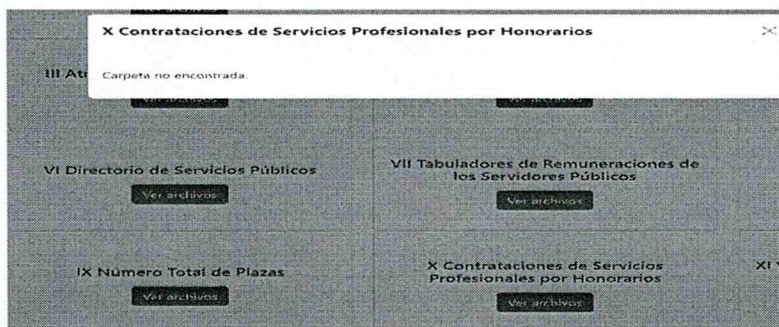 X Contrataciones de Servicios Profesionales por Honorarios
III Atr
Carpeta no encontrada.
Ver archivos
Ver archivos
VI Directorio de Servicios Públicos
Ver archivos
VII Tabuladores de Remuneraciones de
los Servidores Públicos
Ver archivos
IX Número Total de Plazas
Ver archivos
X Contrataciones de Servicios
Profesionales por Honorarios
Ver archivos
XI